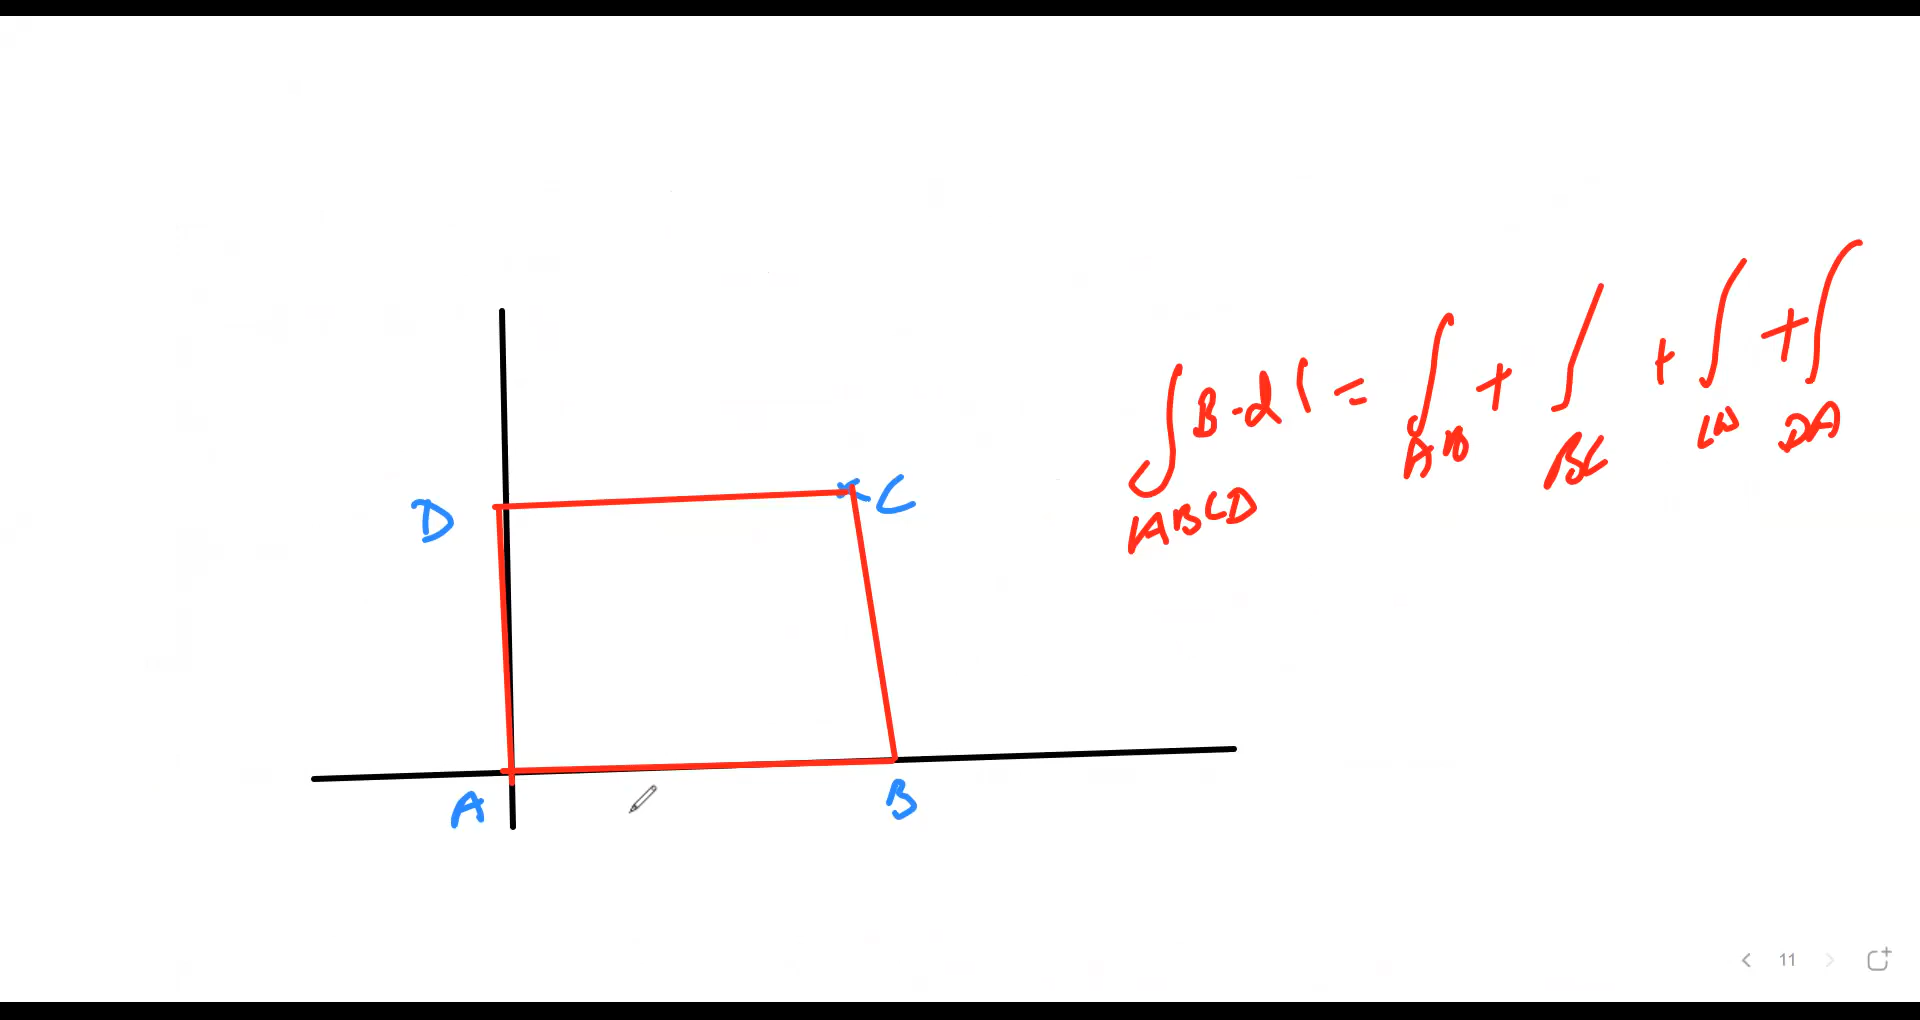 D
C
A
B
∫ B·dl = ∫ + ∫ + ∫ + ∫
ABCD AB BC CD DA
11